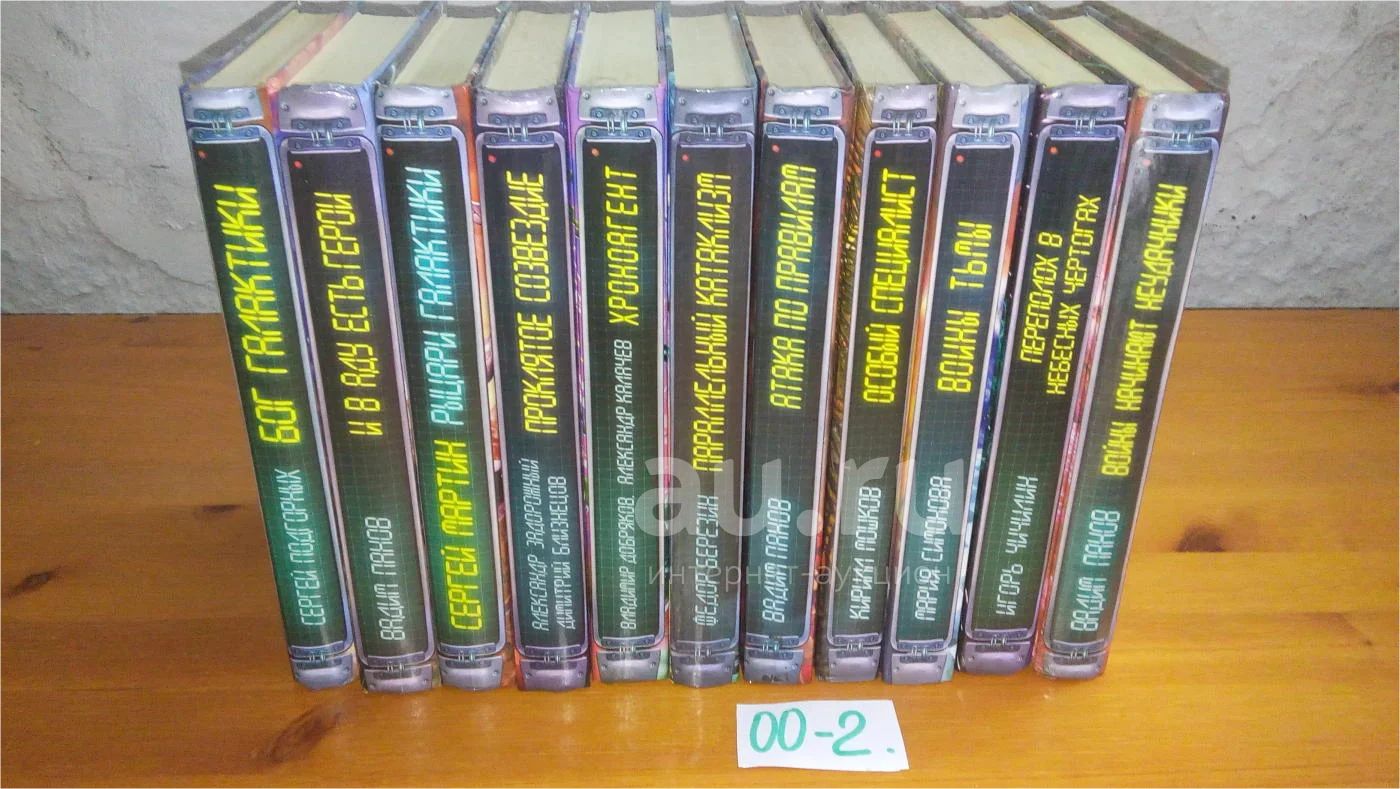 СЕРГЕЙ ПОДГОРНЫХ БОГ ГАЛАКТИКИ
ВАДИМ ПАНОВ И В АДУ ЕСТЬ ГЕРОИ
СЕРГЕЙ МАРТИН РЫЦАРИ ГАЛАКТИКИ
АЛЕКСАНДР ЗАДОРОЖНЫЙ
ДМИТРИЙ БЛИЗНЕЦОВ
ПРОКЛЯТОЕ СОЗВЕЗДИЕ
ВЛАДИМИР ДОБРЯКОВ. АЛЕКСАНДР КАЛАЧЕВ ХРОНОАГЕНТ
ФЕДОР БЕРЕЗИН ПАРАЛЛЕЛЬНЫЙ КАТАКЛИЗМ
ВАДИМ ПАНОВ АТАКА ПО ПРАВИЛАМ
КИРИЛЛ МОШКОВ ОСОБЫЙ СПЕЦИАЛИСТ
МАРИЯ СИМОНОВА ВОИНЫ ТЬМЫ
ИГОРЬ ЧИЧИЛИН
ПЕРЕПОЛОХ В
НЕБЕСНЫХ ЧЕРТОГАХ
ВАДИМ ПАНОВ ВОЙНЫ НАЧИНАЮТ НЕУДАЧНИКИ
au.ru
интернет-аукцион
00-2.